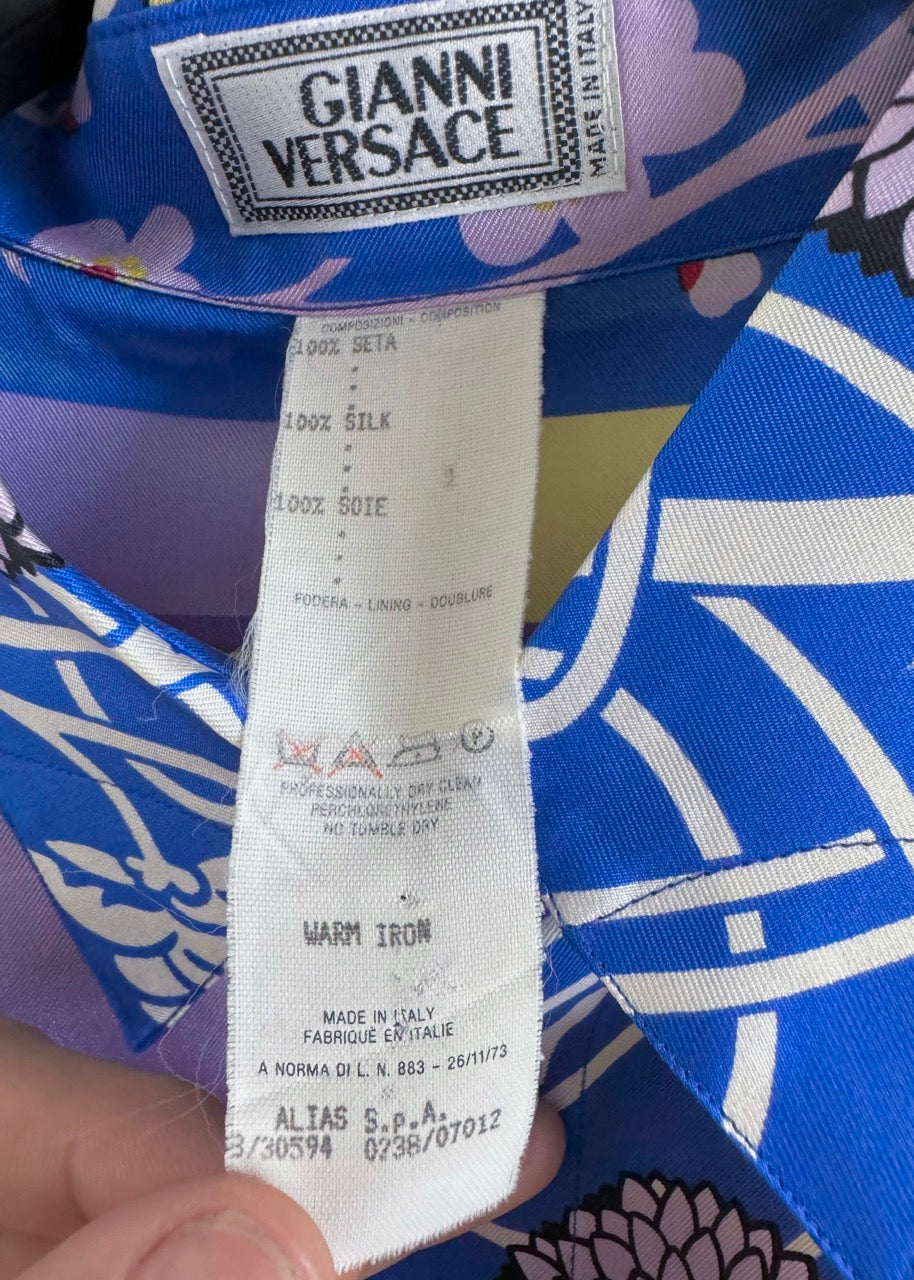 GIANNI
VERSACE
MADE IN ITALY
COMPOSIZIONI - COMPOSITION
100% SETA
100% SILK
100% SOIE
FODERA - LINING - DOUBLURE
P
PROFESSIONALLY DRY CLEAN
PERCHLORETHYLENE
NO TUMBLE DRY
WARM IRON
MADE IN ITALY
FABRIQUÈ EN ITALIE
A NORMA DI L. N. 883 - 26/11/73
ALIAS S.p.A.
3/30594 0238/07012